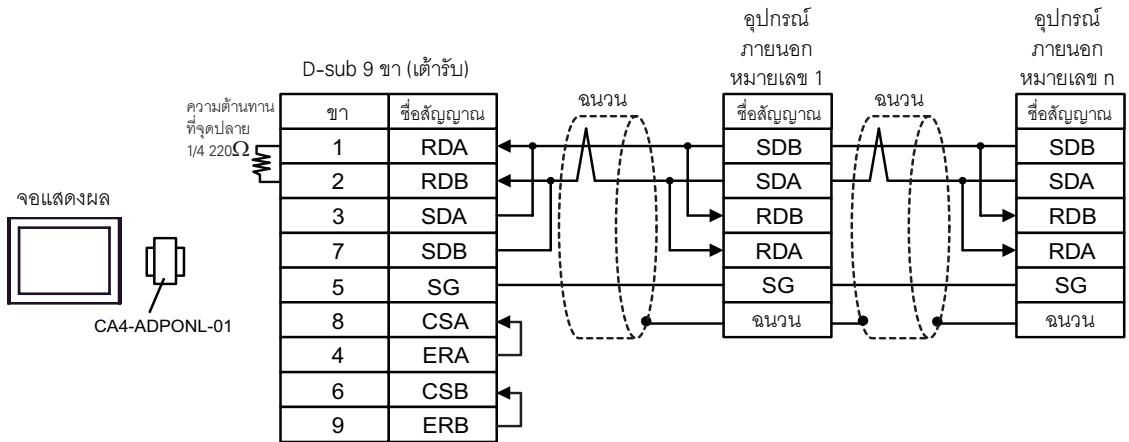 อุปกรณ์
ภายนอก
หมายเลข 1
อุปกรณ์
ภายนอก
หมายเลข n
D-sub 9 ขา (เต้ารับ)
ความต้านทาน
ที่จุดปลาย
1/4 220Ω
ขา ชื่อสัญญาณ
1 RDA
2 RDB
3 SDA
7 SDB
5 SG
8 CSA
4 ERA
6 CSB
9 ERB
ฉนวน
ชื่อสัญญาณ
SDB
SDA
RDB
RDA
SG
ฉนวน
ฉนวน
ชื่อสัญญาณ
SDB
SDA
RDB
RDA
SG
ฉนวน
จอแสดงผล
CA4-ADPONL-01